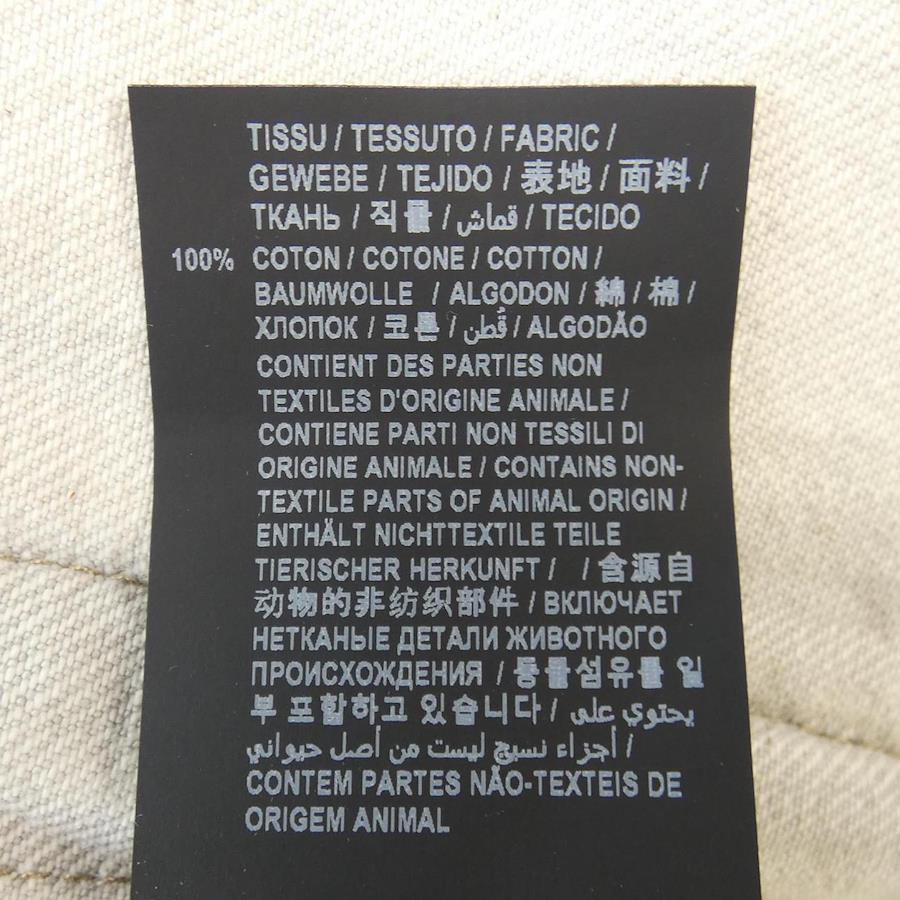 TISSU / TESSUTO / FABRIC /
GEWEBE / TEJIDO / 表地 / 面料 /
ТКАНЬ / 직물 / قماش / TECIDO
100% COTON / COTONE / COTTON /
BAUMWOLLE / ALGODON / 綿 / 棉 /
ХЛОПОК / 코튼 / قُطن / ALGODÃO
CONTIENT DES PARTIES NON
TEXTILES D'ORIGINE ANIMALE /
CONTIENE PARTI NON TESSILI DI
ORIGINE ANIMALE / CONTAINS NON-
TEXTILE PARTS OF ANIMAL ORIGIN /
ENTHÄLT NICHTTEXTILE TEILE
TIERISCHER HERKUNFT / / 含源自
动物的非纺织部件 / ВКЛЮЧАЕТ
НЕТКАНЫЕ ДЕТАЛИ ЖИВОТНОГО
ПРОИСХОЖДЕНИЯ / 동물섬유를 일
부 포함하고 있습니다 / يحتوي على
أجزاء نسيج ليست من أصل حيواني /
CONTEM PARTES NÃO-TEXTEIS DE
ORIGEM ANIMAL